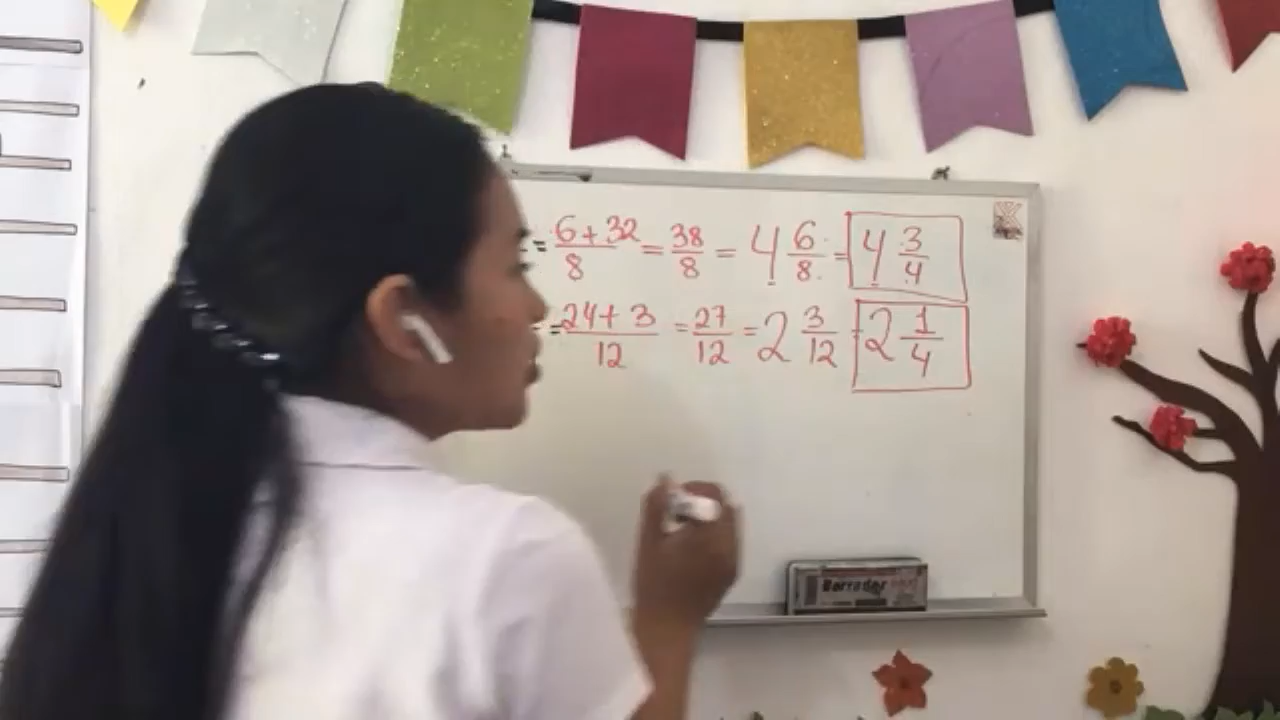 = 6+32/8 = 38/8 = 4 6/8 = 4 3/4
= 24+3/12 = 27/12 = 2 3/12 = 2 1/4
Borrador